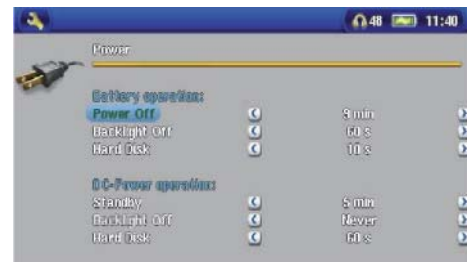 48 11:40
Power
Battery operation:
Power Off 9 min
Backlight Off 60 s
Hard Disk 10 s
DC-Power operation:
Standby 5 min
Backlight Off Never
Hard Disk 60 s